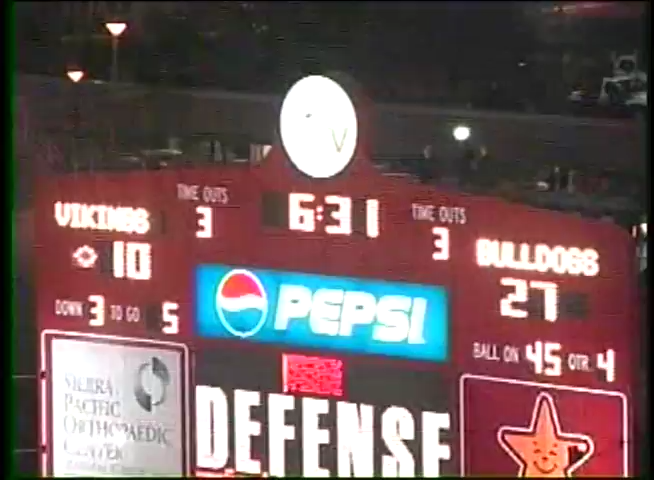 V
TIME OUTS
3
6:31
TIME OUTS
3
VIKINGS
10
BULLDOGS
27
DOWN 3 TO GO 5
PEPSI
BALL ON 45 QTR 4
SIERRA
PACIFIC
ORTHOPAEDIC
CENTER
DEFENSE